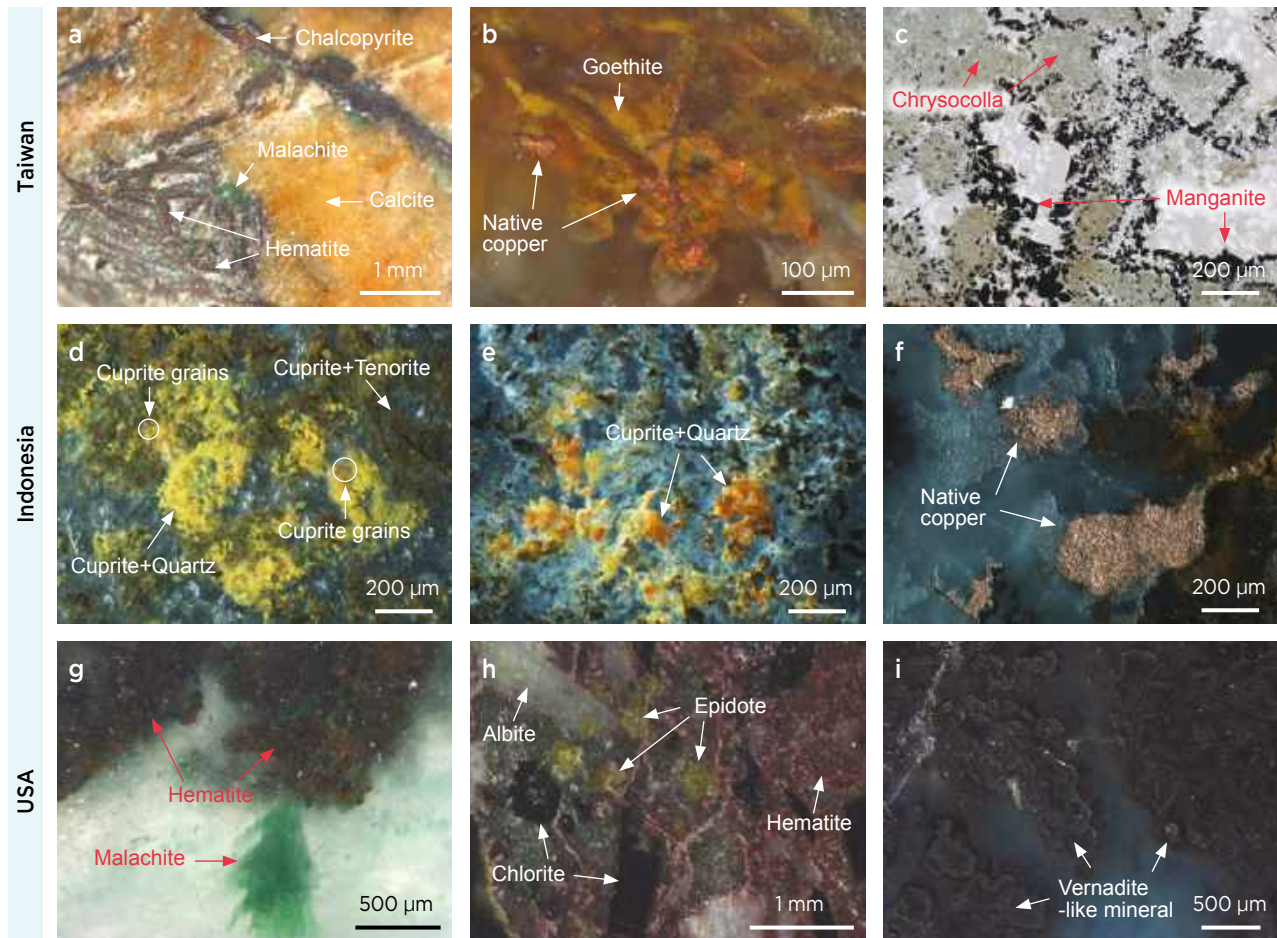 Taiwan
a
Chalcopyrite
Malachite
Calcite
Hematite
1 mm
b
Goethite
Native
copper
100 µm
c
Chrysocolla
Manganite
200 µm
Indonesia
d
Cuprite grains
Cuprite+Tenorite
Cuprite grains
Cuprite+Quartz
200 µm
e
Cuprite+Quartz
200 µm
f
Native
copper
200 µm
USA
g
Hematite
Malachite
500 µm
h
Albite
Epidote
Hematite
Chlorite
1 mm
i
Vernadite
-like mineral
500 µm